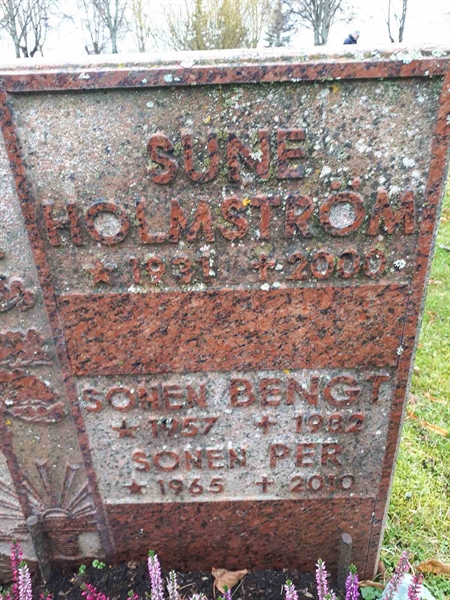 SUNE
HOLMSTRÖM
★ 1931 + 2000
SONEN BENGT
★ 1957 + 1982
SONEN PER
★ 1965 + 2010